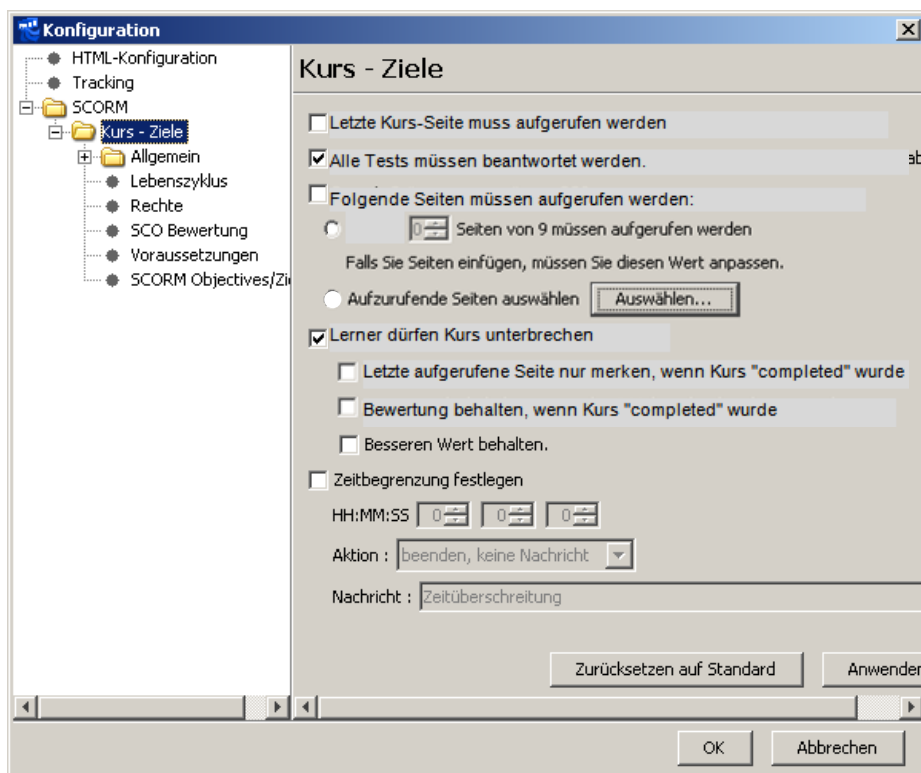 Konfiguration
HTML-Konfiguration
Tracking
SCORM
Kurs - Ziele
Allgemein
Lebenszyklus
Rechte
SCO Bewertung
Voraussetzungen
SCORM Objectives/Zi
Kurs - Ziele
Letzte Kurs-Seite muss aufgerufen werden
Alle Tests müssen beantwortet werden.
Folgende Seiten müssen aufgerufen werden:
0 Seiten von 9 müssen aufgerufen werden
Falls Sie Seiten einfügen, müssen Sie diesen Wert anpassen.
Aufzurufende Seiten auswählen Auswählen...
Lerner dürfen Kurs unterbrechen
Letzte aufgerufene Seite nur merken, wenn Kurs "completed" wurde
Bewertung behalten, wenn Kurs "completed" wurde
Besseren Wert behalten.
Zeitbegrenzung festlegen
HH:MM:SS 0 0 0
Aktion : beenden, keine Nachricht
Nachricht : Zeitüberschreitung
Zurücksetzen auf Standard Anwenden
OK Abbrechen